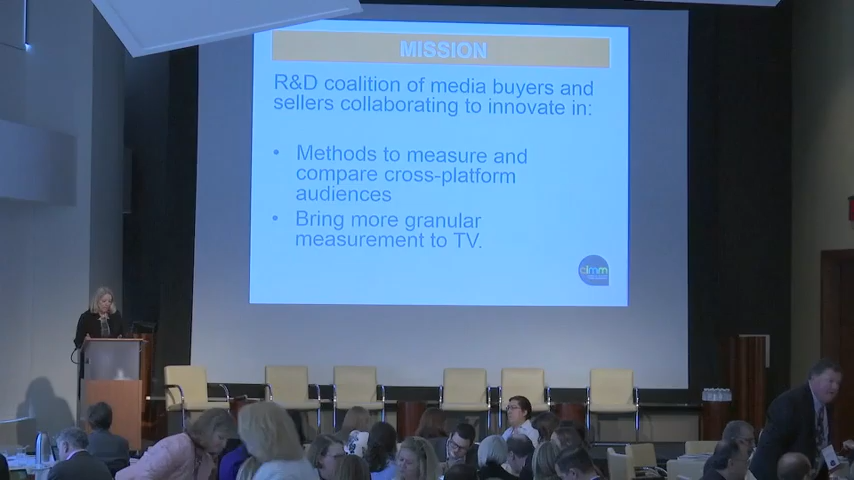 MISSION
R&D coalition of media buyers and
sellers collaborating to innovate in:
• Methods to measure and
compare cross-platform
audiences
• Bring more granular
measurement to TV.
cimm